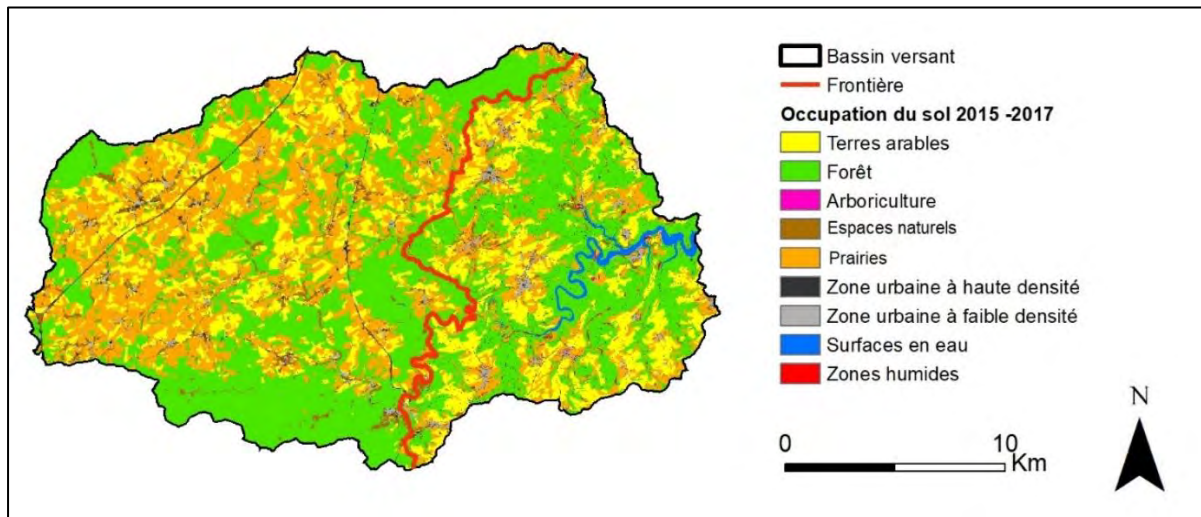 Bassin versant
Frontière
Occupation du sol 2015 -2017
Terres arables
Forêt
Arboriculture
Espaces naturels
Prairies
Zone urbaine à haute densité
Zone urbaine à faible densité
Surfaces en eau
Zones humides
N
0 10
Km